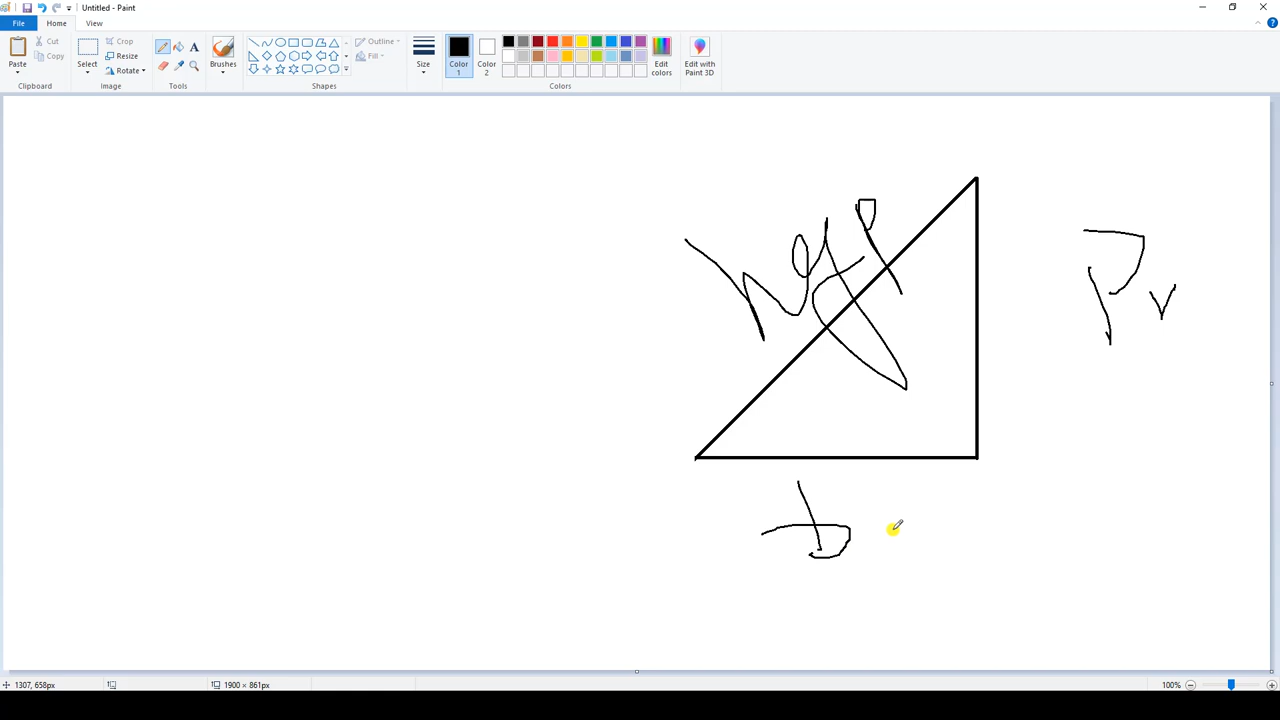 Untitled - Paint
File
Home
View
Paste
Cut
Copy
Clipboard
Select
Crop
Resize
Rotate
Image
Tools
Brushes
Shapes
Outline
Fill
Size
Color 1
Color 2
Edit colors
Colors
Edit with Paint 3D
1307, 658px
1900 × 861px
100%